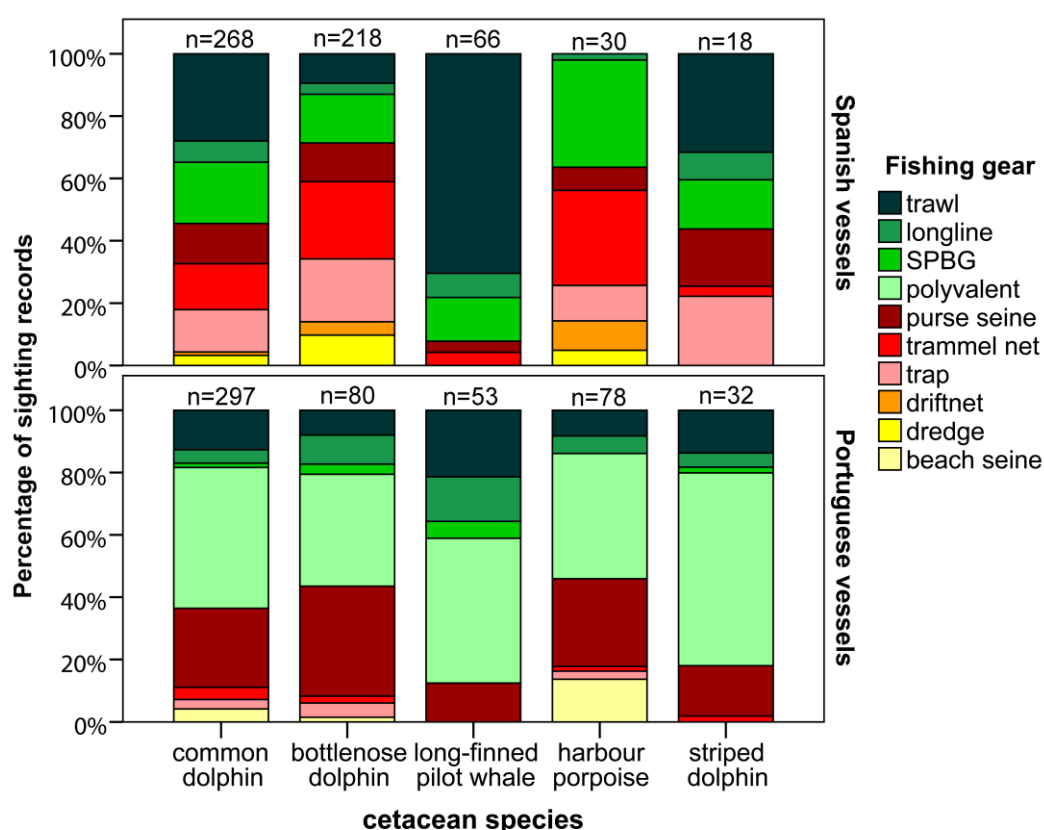 n=268 n=218 n=66 n=30 n=18
100%
80%
60%
40%
20%
0%
Spanish vessels
n=297 n=80 n=53 n=78 n=32
100%
80%
60%
40%
20%
0%
Portuguese vessels
Percentage of sighting records
common
dolphin
bottlenose
dolphin
long-finned
pilot whale
harbour
porpoise
striped
dolphin
cetacean species
Fishing gear
trawl
longline
SPBG
polyvalent
purse seine
trammel net
trap
driftnet
dredge
beach seine